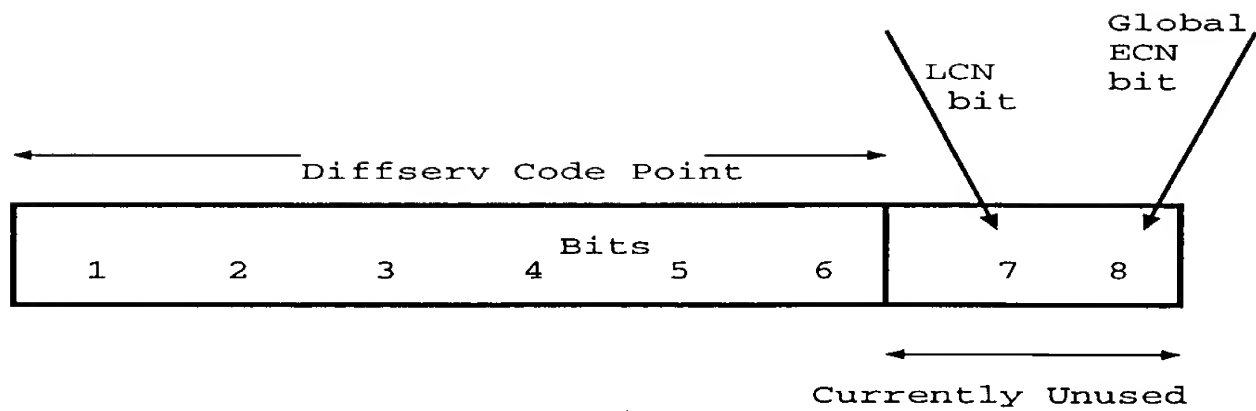 Global
ECN
bit
LCN
bit
Diffserv Code Point
Bits
1 2 3 4 5 6 7 8
Currently Unused